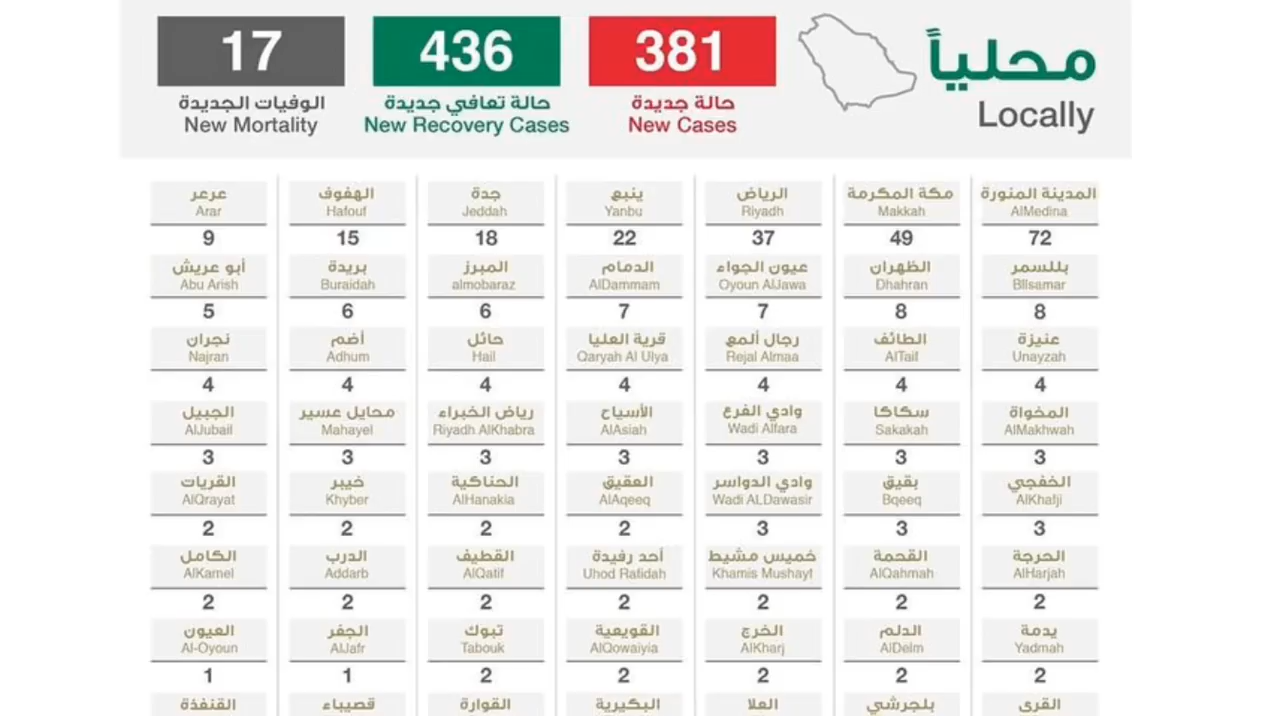 محلياً
Locally
381
حالة جديدة
New Cases
436
حالة تعافي جديدة
New Recovery Cases
17
الوفيات الجديدة
New Mortality
المدينة المنورة
AlMedina
72
مكة المكرمة
Makkah
49
الرياض
Riyadh
37
ينبع
Yanbu
22
جدة
Jeddah
18
الهفوف
Hafouf
15
عرعر
Arar
9
بللسمر
Bllsamar
8
الظهران
Dhahran
8
عيون الجواء
Oyoun AlJawa
7
الدمام
AlDammam
7
المبرز
almobaraz
6
بريدة
Buraidah
6
أبو عريش
Abu Arish
5
عنيزة
Unayzah
4
الطائف
AlTaif
4
رجال ألمع
Rejal Almaa
4
قرية العليا
Qaryah Al Ulya
4
حائل
Hail
4
أضم
Adhum
4
نجران
Najran
4
المخواة
AlMakhwah
3
سكاكا
Sakakah
3
وادي الفرع
Wadi Alfara
3
الأسياح
AlAsiah
3
رياض الخبراء
Riyadh AlKhabra
3
محايل عسير
Mahayel
3
الجبيل
AlJubail
3
الخفجي
AlKhafji
3
بقيق
Bqeeq
3
وادي الدواسر
Wadi ALDawasir
3
العقيق
AlAqeeq
2
الحناكية
AlHanakia
2
خيبر
Khyber
2
القريات
AlQrayat
2
الحرجة
AlHarjah
2
القحمة
AlQahmah
2
خميس مشيط
Khamis Mushayt
2
أحد رفيدة
Uhod Rafidah
2
القطيف
AlQatif
2
الدرب
Addarb
2
الكامل
AlKamel
2
يدمة
Yadmah
2
الدلم
AlDelm
2
الخرج
AlKharj
2
القويعية
AlQowaiyia
2
تبوك
Tabouk
2
الجفر
AlJafr
1
العيون
Al-Oyoun
1
القرى
بلجرشي
العلا
البكيرية
القوارة
قصيباء
القنفذة